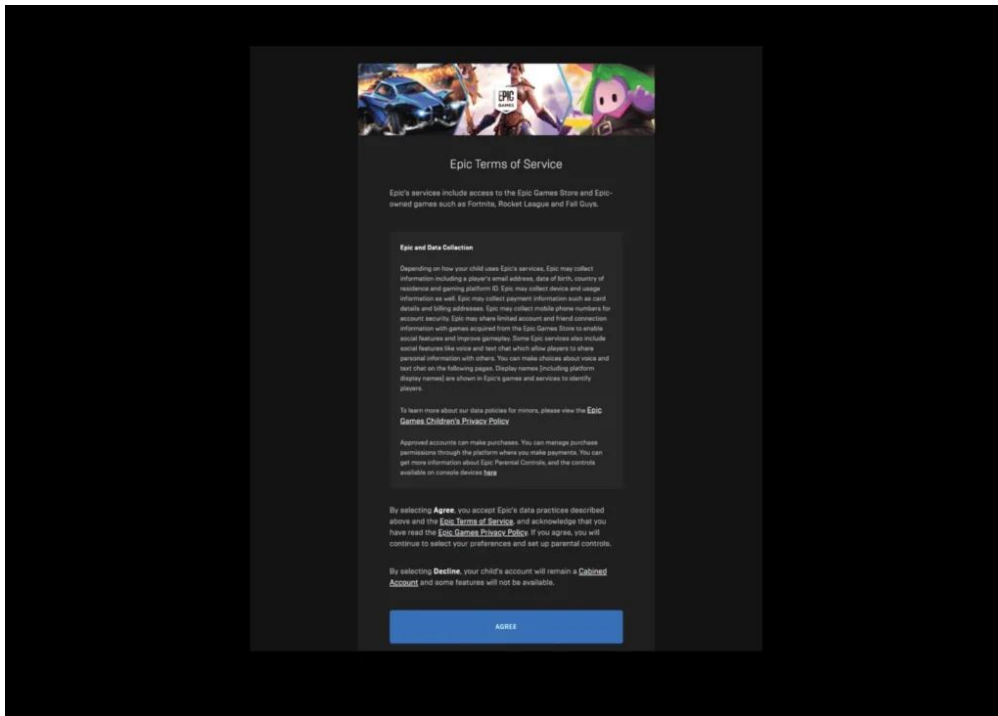 EPIC
GAMES
Epic Terms of Service
Epic's services include access to the Epic Games Store and Epic-
owned games such as Fortnite, Rocket League and Fall Guys.
Epic and Data Collection
Depending on how your child uses Epic's services, Epic may collect
information including a player's email address, date of birth, country of
residence and gaming platform ID. Epic may collect device and usage
information as well. Epic may collect payment information such as card
details and billing addresses. Epic may collect mobile phone numbers for
account security. Epic may share limited account and friend connection
information with games acquired from the Epic Games Store to enable
social features and improve gameplay. Some Epic services also include
social features like voice and text chat which allow players to share
personal information with others. You can make choices about voice and
text chat on the following pages. Display names (including platform
display names) are shown in Epic's games and services to identify
players.
To learn more about our data policies for minors, please view the Epic
Games Children's Privacy Policy
Approved accounts can make purchases. You can manage purchase
permissions through the platform where you make payments. You can
get more information about Epic Parental Controls, and the controls
available on console devices here
By selecting Agree, you accept Epic's data practices described
above and the Epic Terms of Service, and acknowledge that you
have read the Epic Games Privacy Policy. If you agree, you will
continue to select your preferences and set up parental controls.
By selecting Decline, your child's account will remain a Cabined
Account and some features will not be available.
AGREE